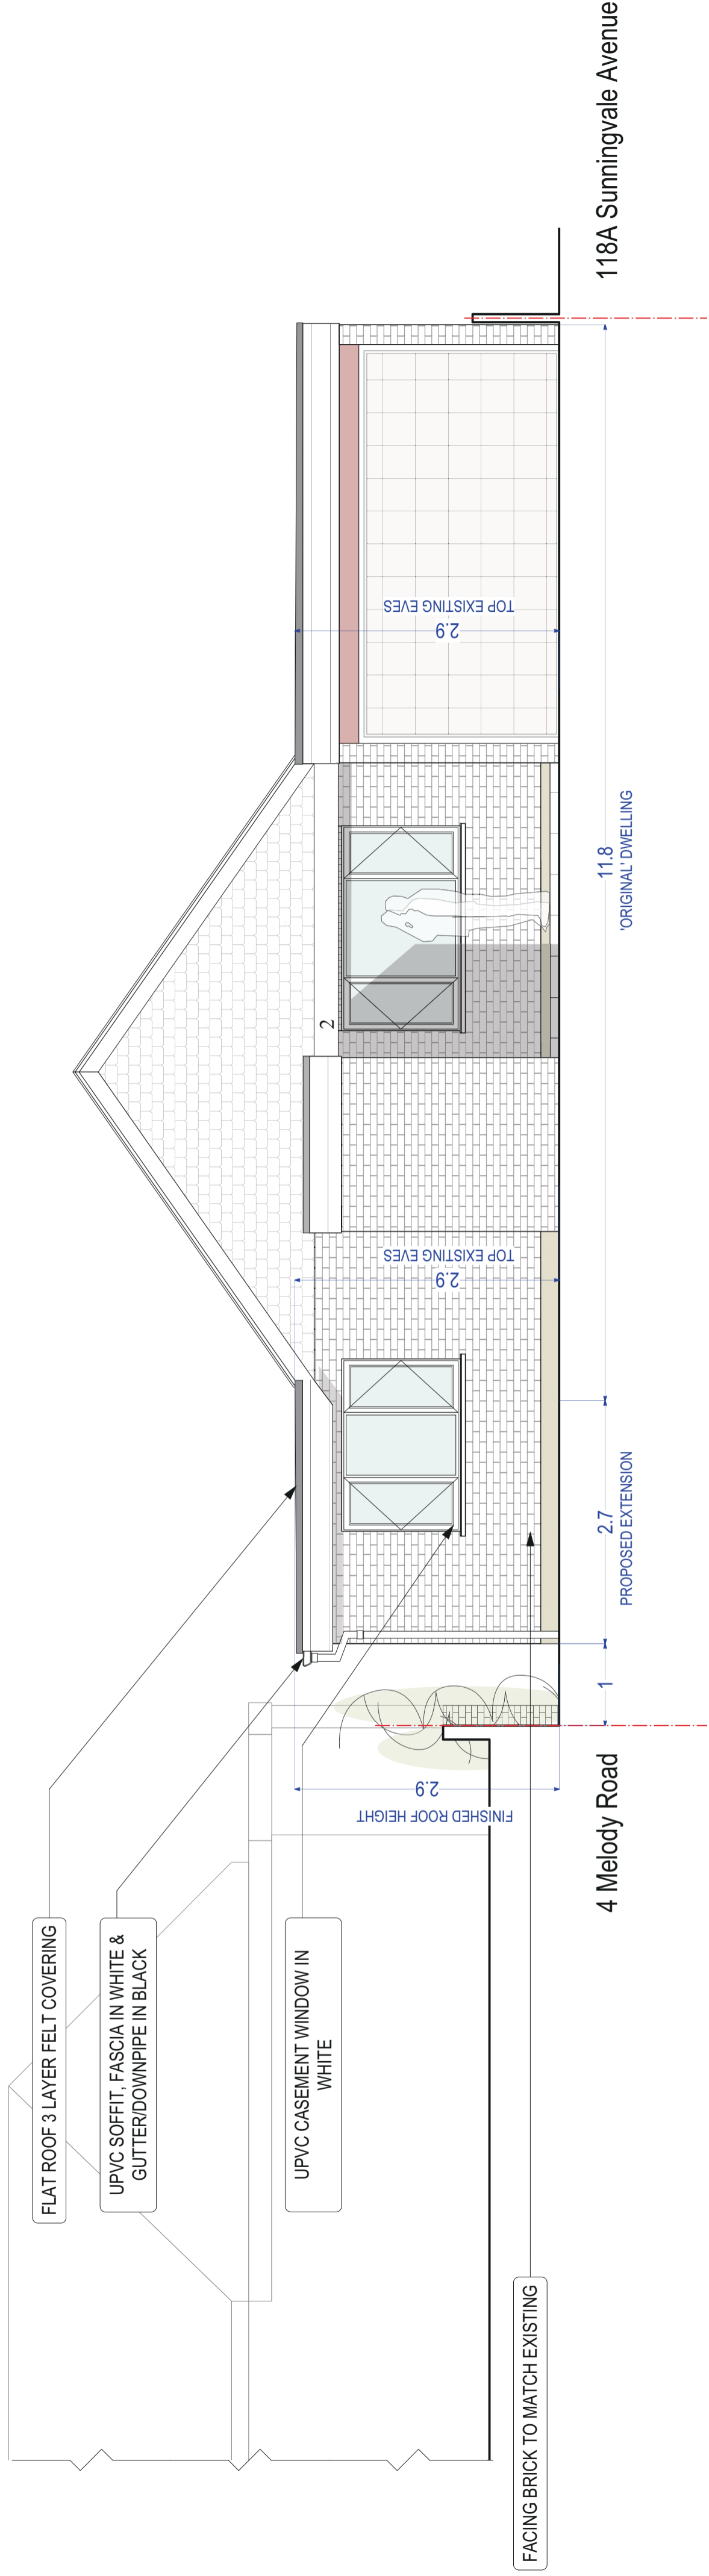 FLAT ROOF 3 LAYER FELT COVERING
UPVC SOFFIT, FASCIA IN WHITE &
GUTTER/DOWNPIPE IN BLACK
UPVC CASEMENT WINDOW IN
WHITE
FACING BRICK TO MATCH EXISTING
2.9
FINISHED ROOF HEIGHT
2.9
TOP EXISTING EVES
2
2.9
TOP EXISTING EVES
1
2.7
PROPOSED EXTENSION
11.8
'ORIGINAL' DWELLING
4 Melody Road
118A Sunningvale Avenue